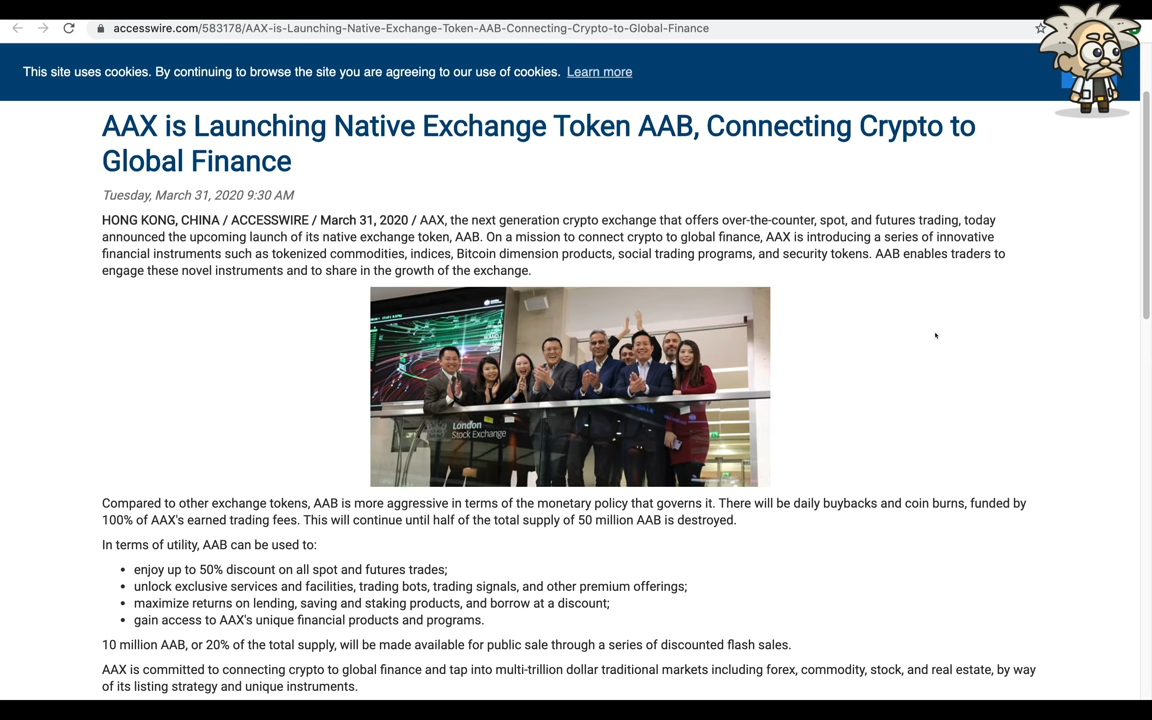 accesswire.com/583178/AAX-is-Launching-Native-Exchange-Token-AAB-Connecting-Crypto-to-Global-Finance
This site uses cookies. By continuing to browse the site you are agreeing to our use of cookies. Learn more
AAX is Launching Native Exchange Token AAB, Connecting Crypto to
Global Finance
Tuesday, March 31, 2020 9:30 AM
HONG KONG, CHINA / ACCESSWIRE / March 31, 2020 / AAX, the next generation crypto exchange that offers over-the-counter, spot, and futures trading, today
announced the upcoming launch of its native exchange token, AAB. On a mission to connect crypto to global finance, AAX is introducing a series of innovative
financial instruments such as tokenized commodities, indices, Bitcoin dimension products, social trading programs, and security tokens. AAB enables traders to
engage these novel instruments and to share in the growth of the exchange.
London
Stock Exchange
Compared to other exchange tokens, AAB is more aggressive in terms of the monetary policy that governs it. There will be daily buybacks and coin burns, funded by
100% of AAX's earned trading fees. This will continue until half of the total supply of 50 million AAB is destroyed.
In terms of utility, AAB can be used to:
• enjoy up to 50% discount on all spot and futures trades;
• unlock exclusive services and facilities, trading bots, trading signals, and other premium offerings;
• maximize returns on lending, saving and staking products, and borrow at a discount;
• gain access to AAX's unique financial products and programs.
10 million AAB, or 20% of the total supply, will be made available for public sale through a series of discounted flash sales.
AAX is committed to connecting crypto to global finance and tap into multi-trillion dollar traditional markets including forex, commodity, stock, and real estate, by way
of its listing strategy and unique instruments.